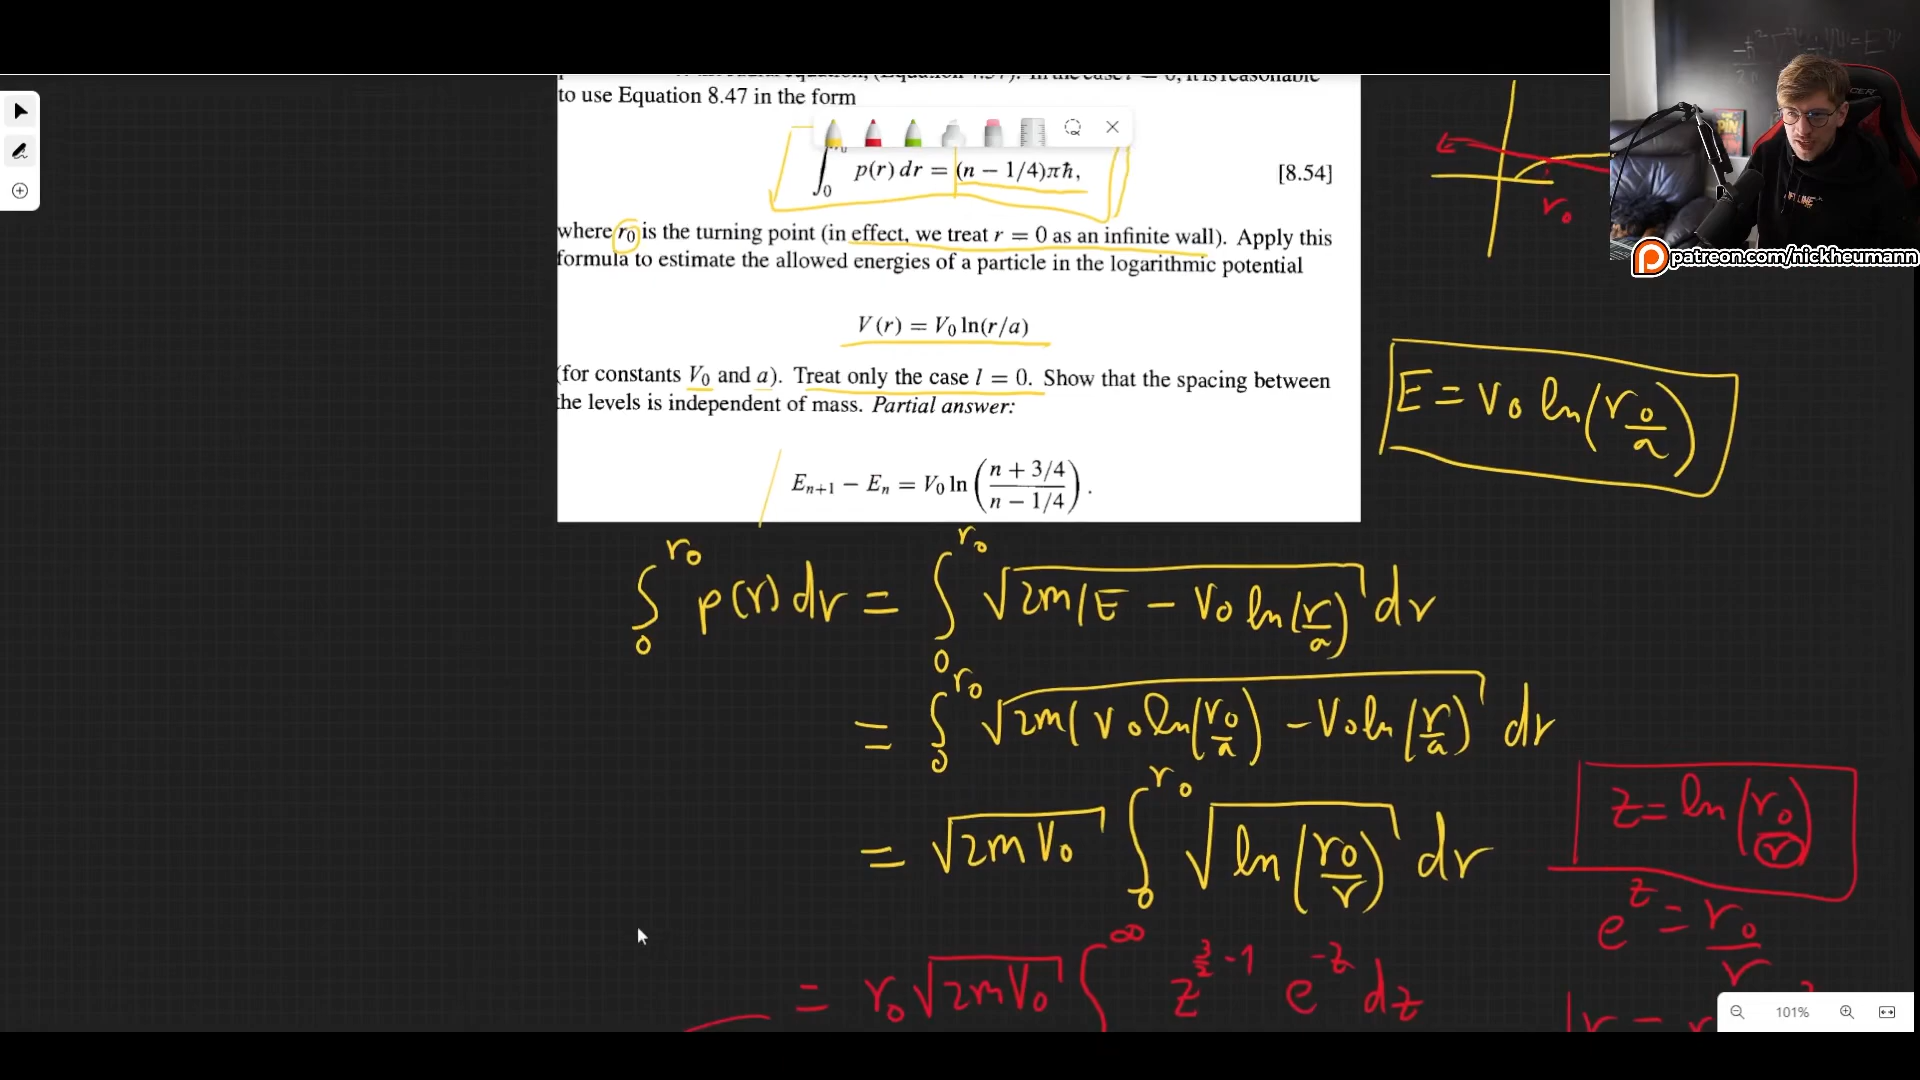 to use Equation 8.47 in the form
∫₀ p(r) dr = (n − 1/4)πħ, [8.54]
where r₀ is the turning point (in effect, we treat r = 0 as an infinite wall). Apply this
formula to estimate the allowed energies of a particle in the logarithmic potential
V(r) = V₀ ln(r/a)
(for constants V₀ and a). Treat only the case l = 0. Show that the spacing between
the levels is independent of mass. Partial answer:
Eₙ₊₁ − Eₙ = V₀ ln((n + 3/4)/(n − 1/4)).
r₀
patreon.com/nickheumann
E = V₀ ln(r₀/a)
∫₀^r₀ p(r) dr = ∫₀^r₀ √2m(E − V₀ ln(r/a)) dr
= ∫₀^r₀ √2m(V₀ ln(r₀/a) − V₀ ln(r/a)) dr
= √2mV₀ ∫₀^r₀ √ln(r₀/r) dr
z = ln(r₀/r)
e^z = r₀/r
= r₀ √2mV₀ ∫^∞ z^(3/2 − 1) e^−z dz
101%